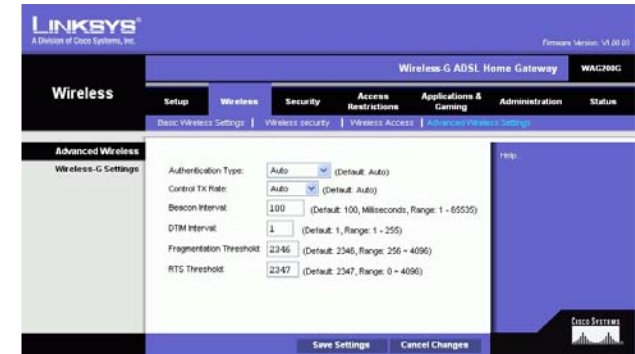 LINKSYS®
A Division of Cisco Systems, Inc.
Firmware Version: V1.00.03
Wireless-G ADSL Home Gateway WAG200G
Wireless
Setup Wireless Security Access Restrictions Applications & Gaming Administration Status
Basic Wireless Settings | Wireless security | Wireless Access | Advanced Wireless Settings
Advanced Wireless
Wireless-G Settings
Help...
Authentication Type: Auto (Default: Auto)
Control TX Rate: Auto (Default: Auto)
Beacon Interval: 100 (Default: 100, Milliseconds, Range: 1 - 65535)
DTIM Interval: 1 (Default: 1, Range: 1 - 255)
Fragmentation Threshold: 2346 (Default: 2346, Range: 256 ~ 4096)
RTS Threshold: 2347 (Default: 2347, Range: 0 ~ 4096)
CISCO SYSTEMS
Save Settings Cancel Changes